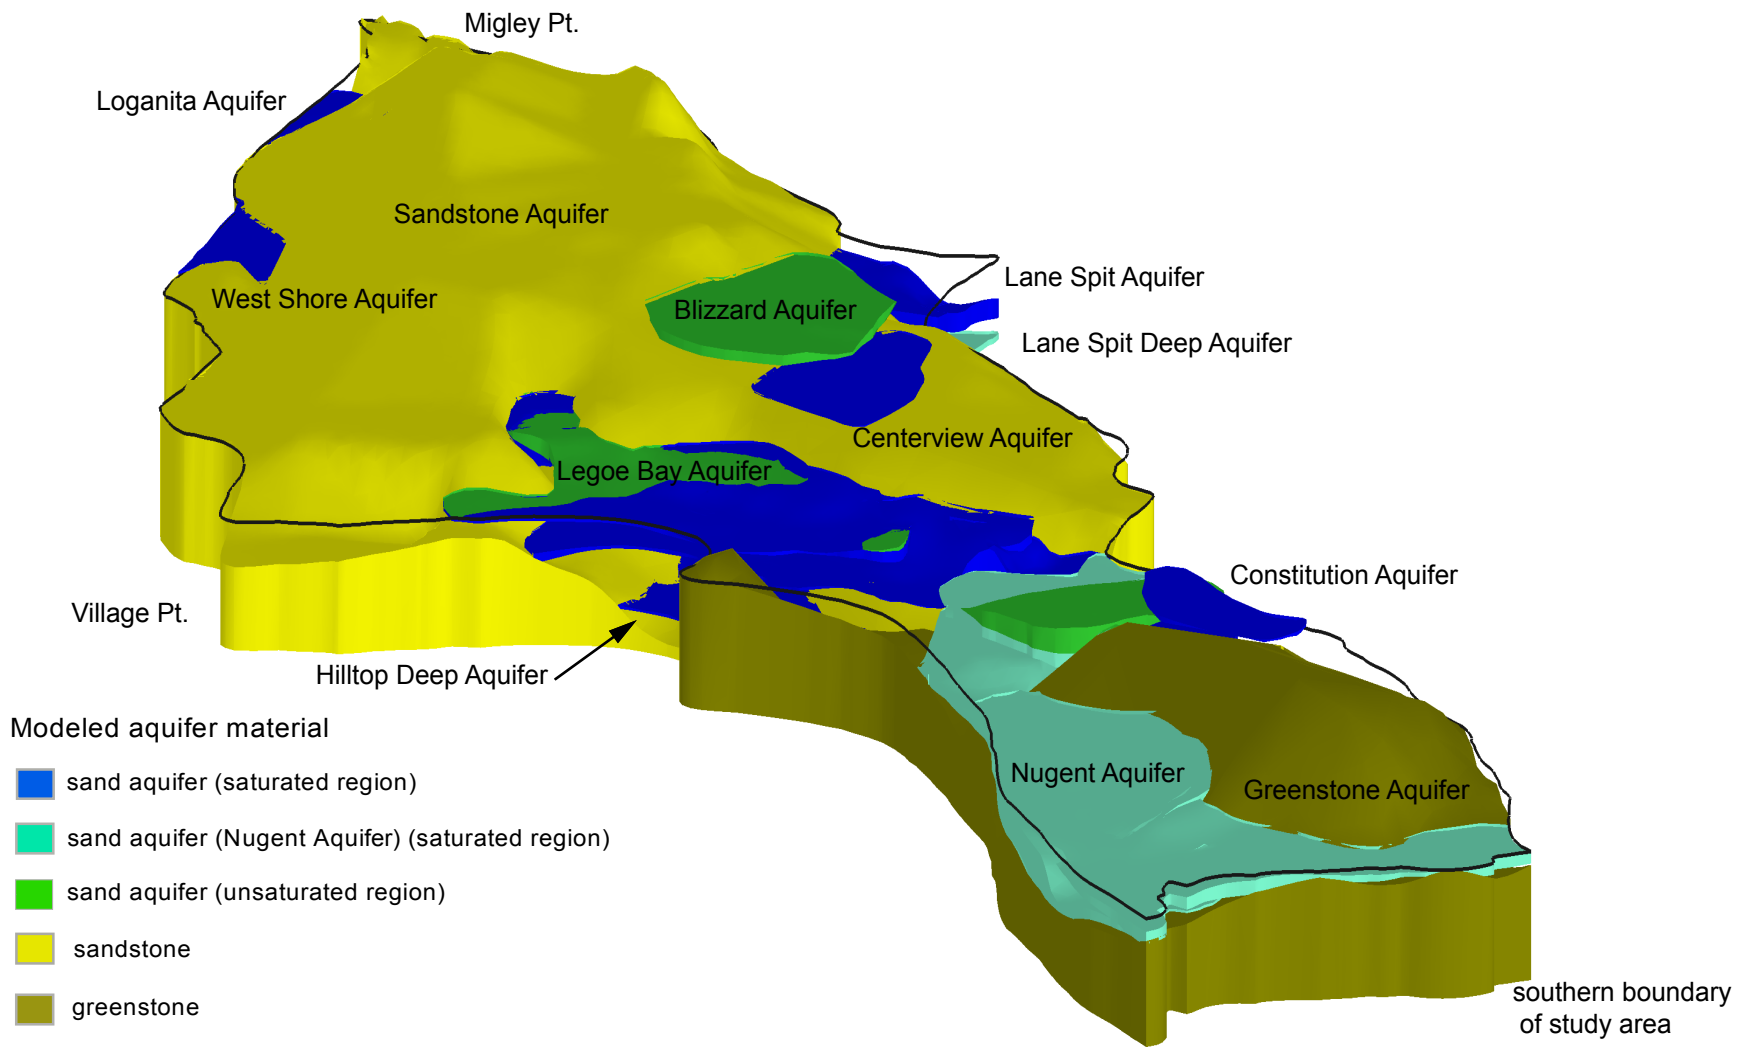 Migley Pt.
Loganita Aquifer
Sandstone Aquifer
Lane Spit Aquifer
West Shore Aquifer
Blizzard Aquifer
Lane Spit Deep Aquifer
Centerview Aquifer
Legoe Bay Aquifer
Constitution Aquifer
Village Pt.
Hilltop Deep Aquifer
Nugent Aquifer
Greenstone Aquifer
Modeled aquifer material
sand aquifer (saturated region)
sand aquifer (Nugent Aquifer) (saturated region)
sand aquifer (unsaturated region)
sandstone
greenstone
southern boundary
of study area